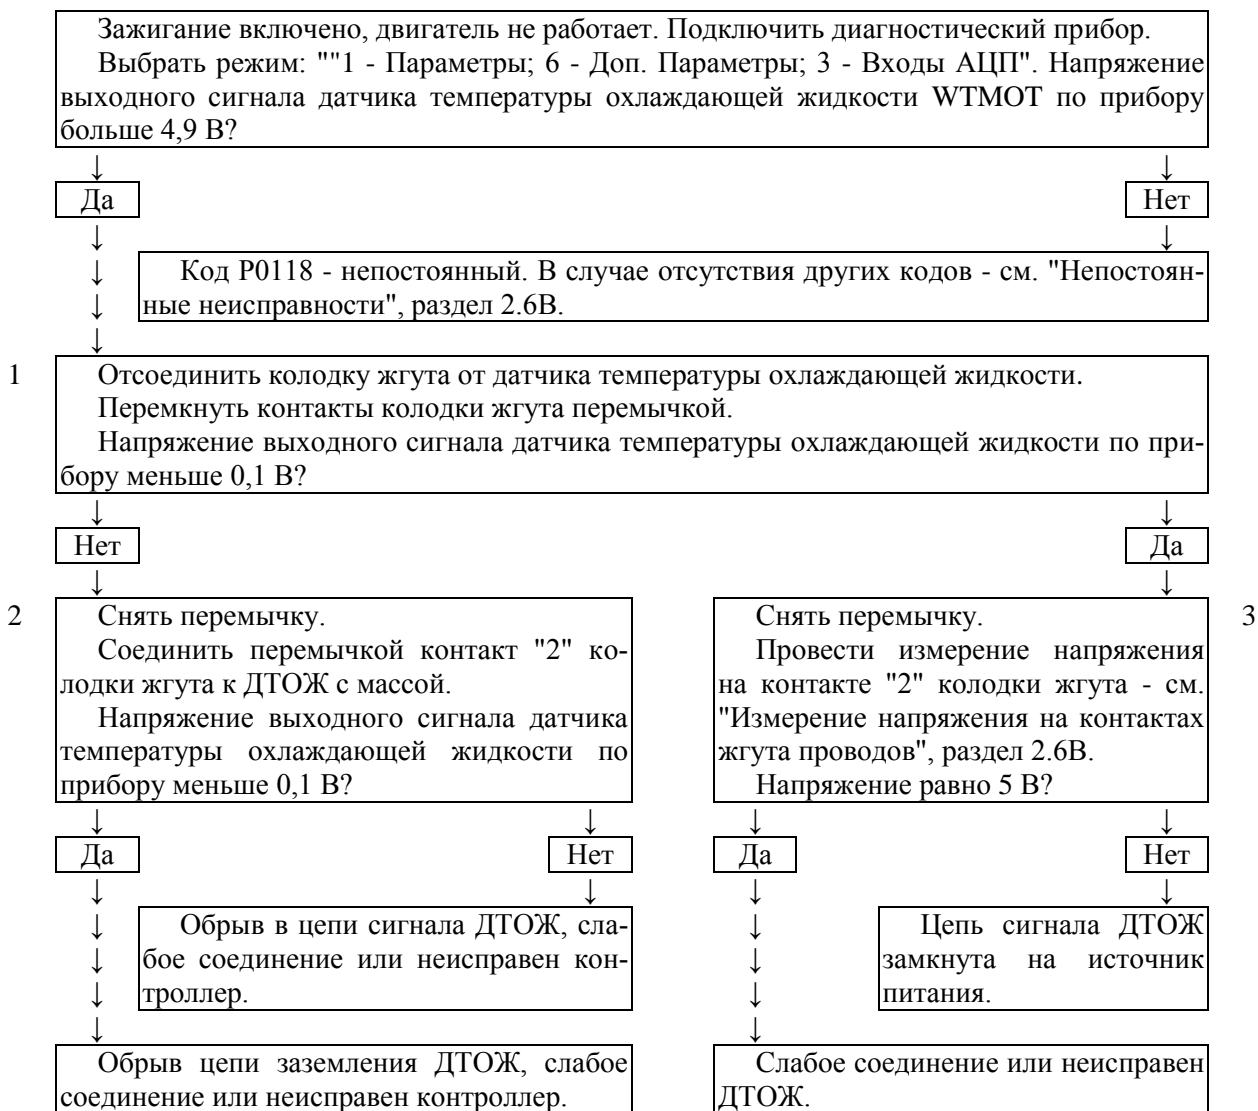 Зажигание включено, двигатель не работает. Подключить диагностический прибор.
Выбрать режим: ""1 - Параметры; 6 - Доп. Параметры; 3 - Входы АЦП". Напряжение
выходного сигнала датчика температуры охлаждающей жидкости WTMOT по прибору
больше 4,9 В?
↓ ↓
Да Нет
↓ ↓
↓ Код Р0118 - непостоянный. В случае отсутствия других кодов - см. "Непостоян-
↓ ные неисправности", раздел 2.6В.
↓
1 Отсоединить колодку жгута от датчика температуры охлаждающей жидкости.
Перемкнуть контакты колодки жгута перемычкой.
Напряжение выходного сигнала датчика температуры охлаждающей жидкости по при-
бору меньше 0,1 В?
↓ ↓
Нет Да
↓ ↓
2 Снять перемычку.
Соединить перемычкой контакт "2" ко-
лодки жгута к ДТОЖ с массой.
Напряжение выходного сигнала датчика
температуры охлаждающей жидкости по
прибору меньше 0,1 В?
Снять перемычку. 3
Провести измерение напряжения
на контакте "2" колодки жгута - см.
"Измерение напряжения на контактах
жгута проводов", раздел 2.6В.
Напряжение равно 5 В?
↓ ↓ ↓ ↓
Да Нет Да Нет
↓ ↓ ↓ ↓
↓ Обрыв в цепи сигнала ДТОЖ, сла-
↓ бое соединение или неисправен кон-
↓ троллер.
↓
↓ Цепь сигнала ДТОЖ
↓ замкнута на источник
↓ питания.
↓
Обрыв цепи заземления ДТОЖ, слабое
соединение или неисправен контроллер.
Слабое соединение или неисправен
ДТОЖ.